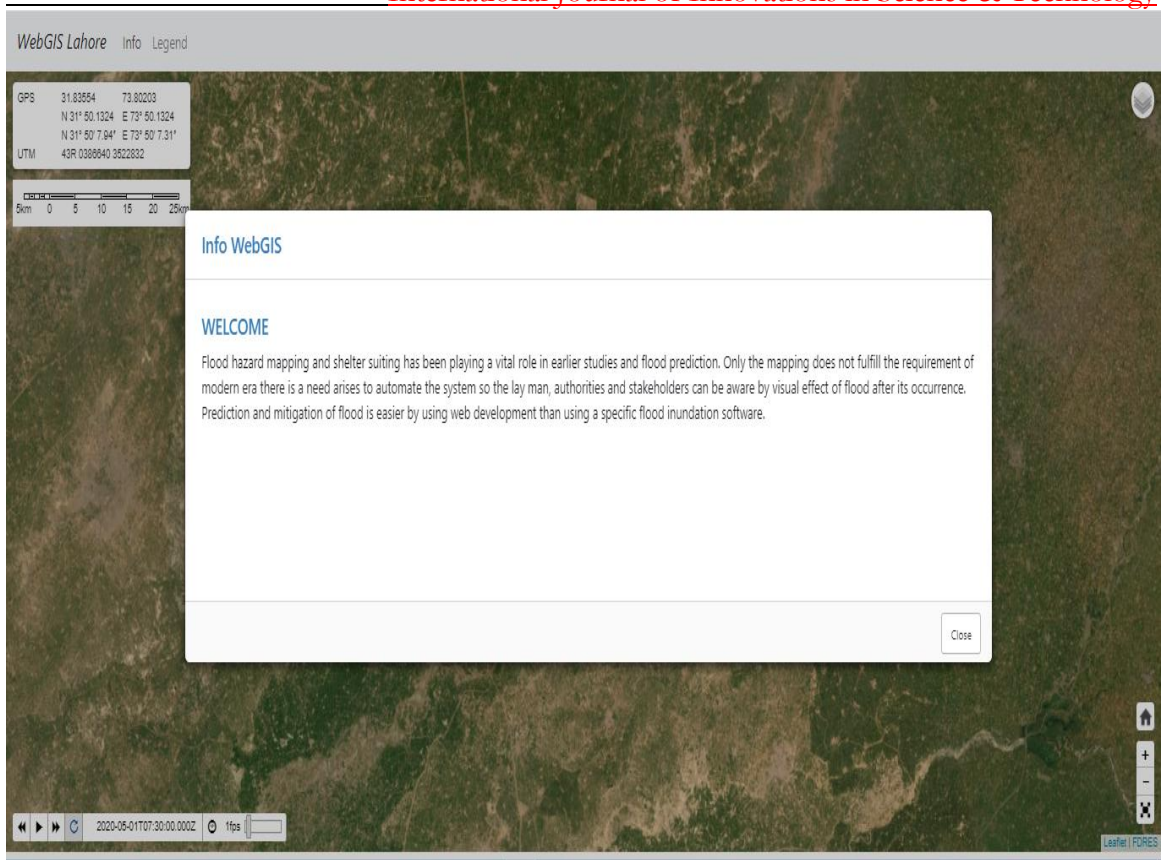 International journal of Innovations in Science & Technology
WebGIS Lahore Info Legend
GPS 31.83554 73.80203
N 31° 50.1324 E 73° 50.1324
N 31° 50' 7.94" E 73° 50' 7.31"
UTM 43R 0386640 3522832
5km 0 5 10 15 20 25km
Info WebGIS
WELCOME
Flood hazard mapping and shelter suiting has been playing a vital role in earlier studies and flood prediction. Only the mapping does not fulfill the requirement of
modern era there is a need arises to automate the system so the lay man, authorities and stakeholders can be aware by visual effect of flood after its occurrence.
Prediction and mitigation of flood is easier by using web development than using a specific flood inundation software.
Close
+
-
2020-05-01T07:30:00.000Z 1fps
Leaflet | FORES